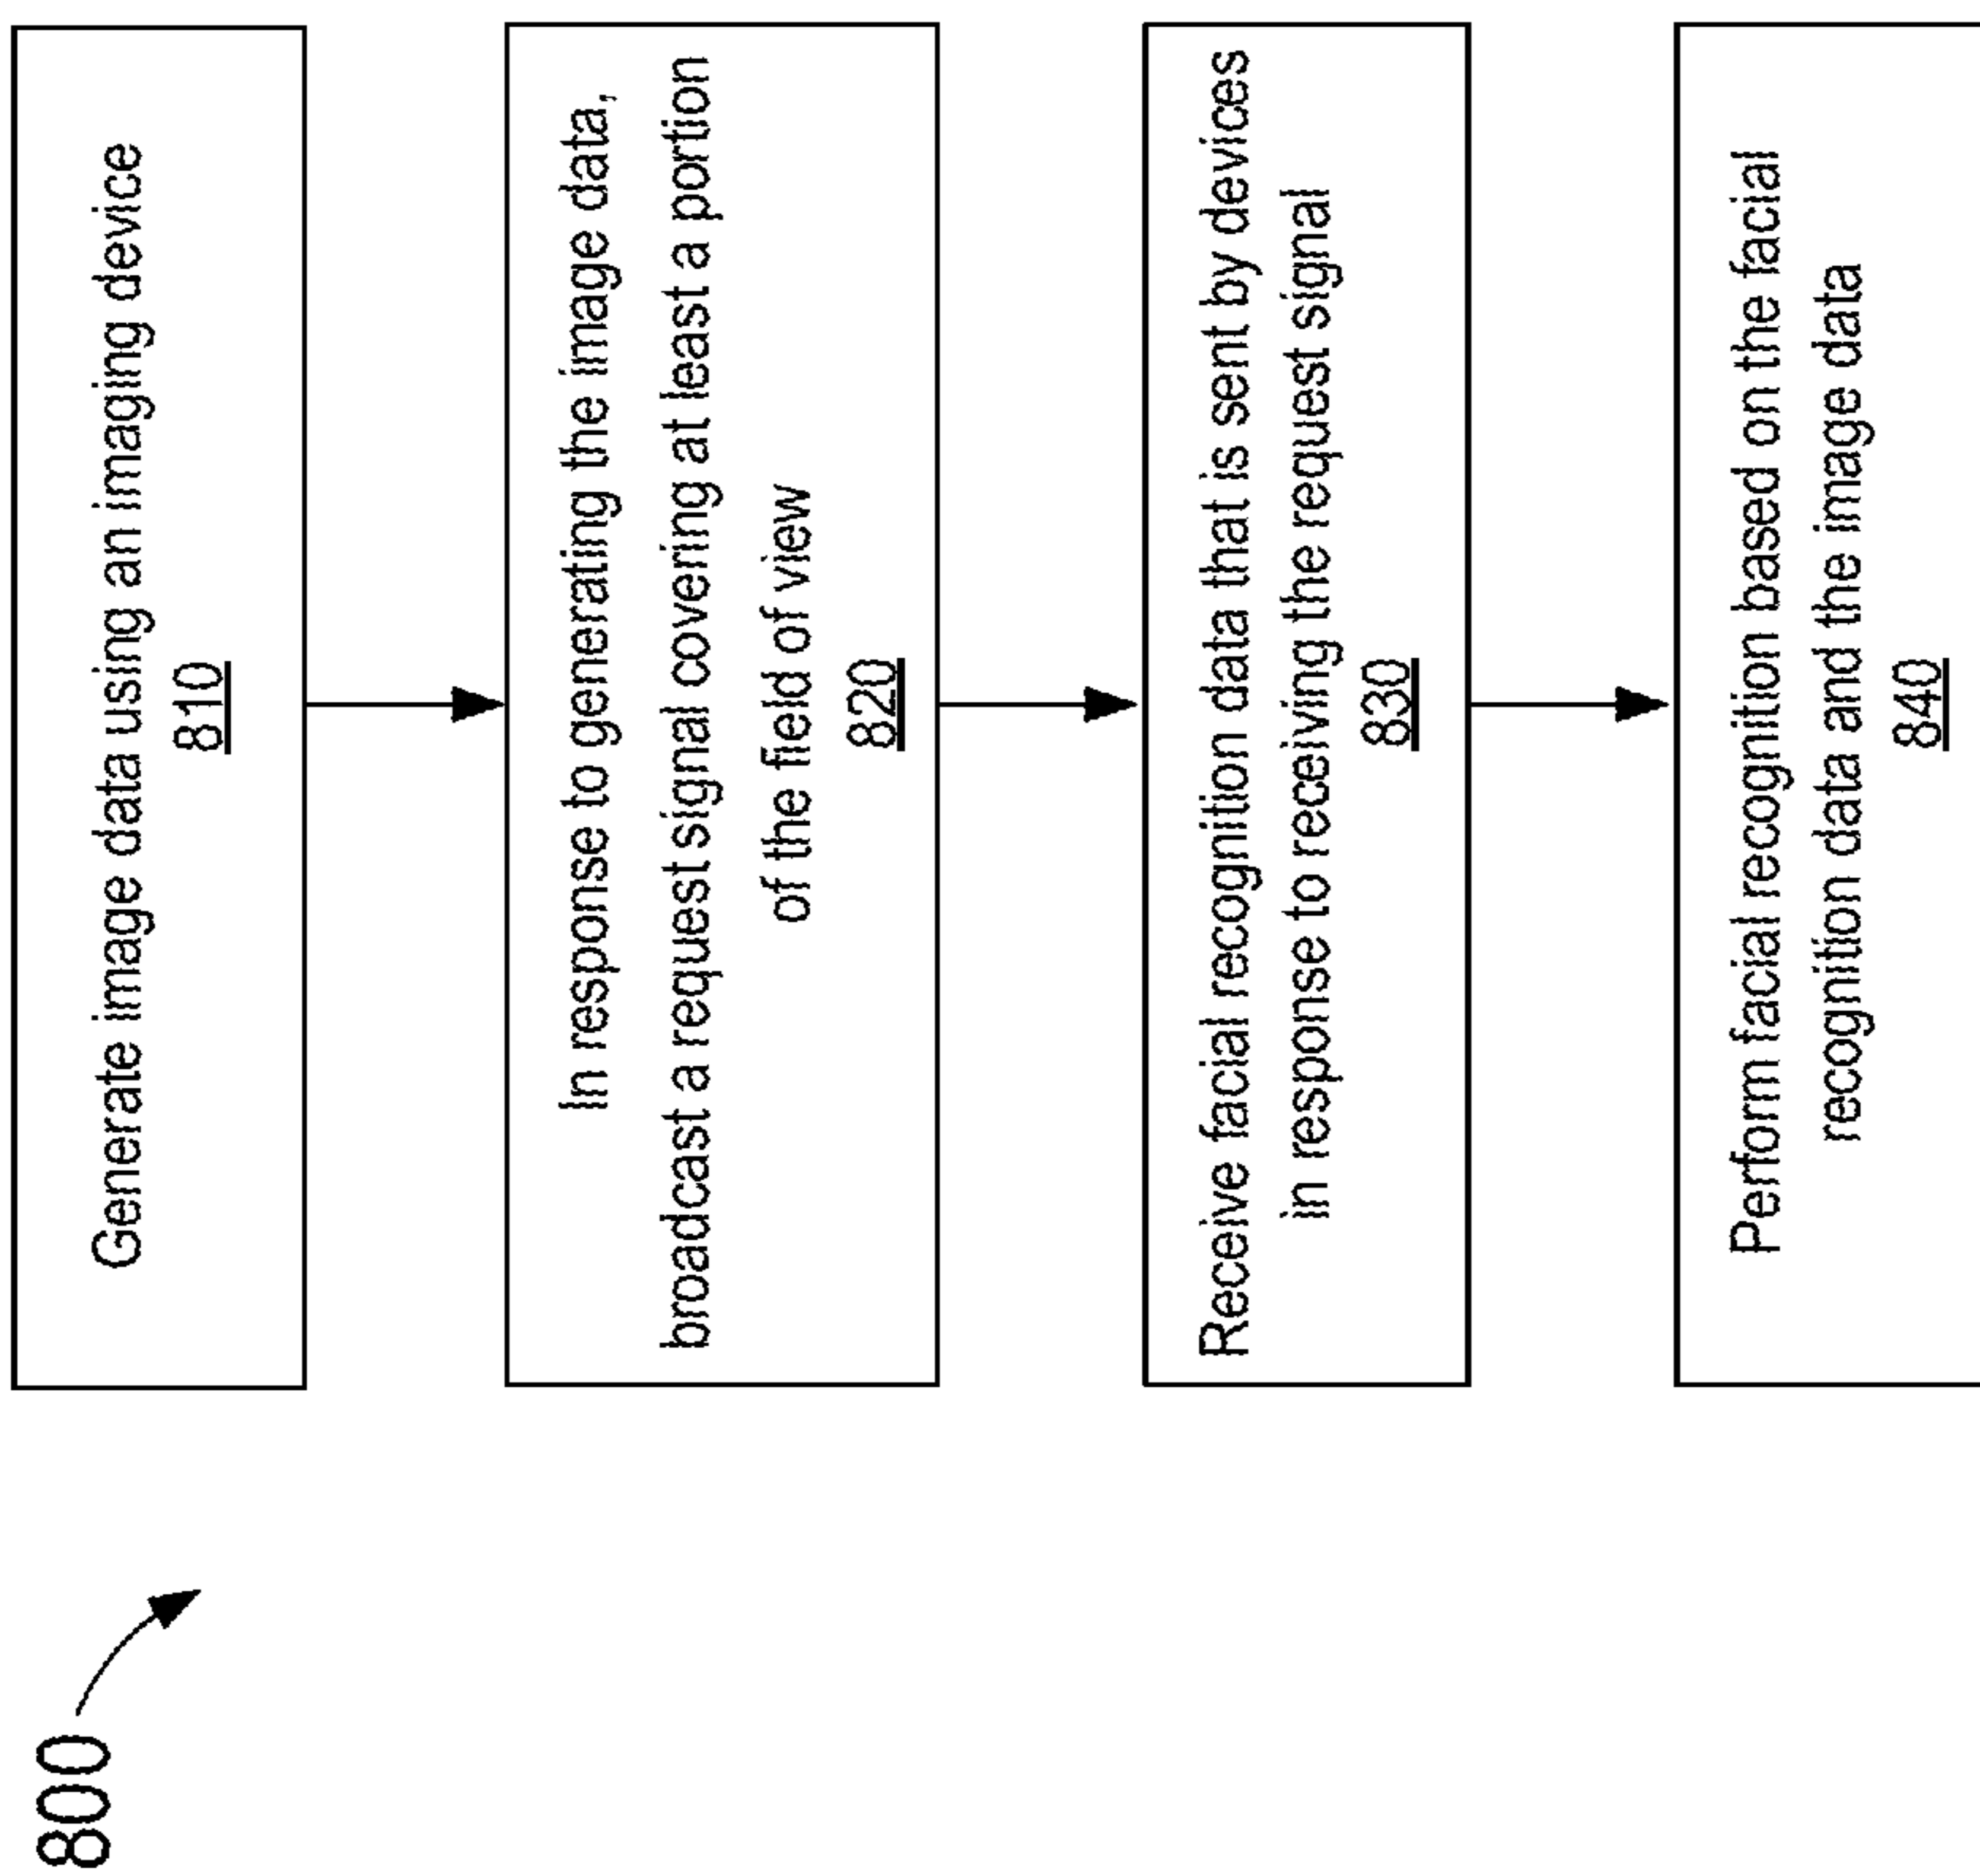 800
Generate image data using an imaging device
810
In response to generating the image data,
broadcast a request signal covering at least a portion
of the field of view
820
Receive facial recognition data that is sent by devices
in response to receiving the request signal
830
Perform facial recognition based on the facial
recognition data and the image data
840